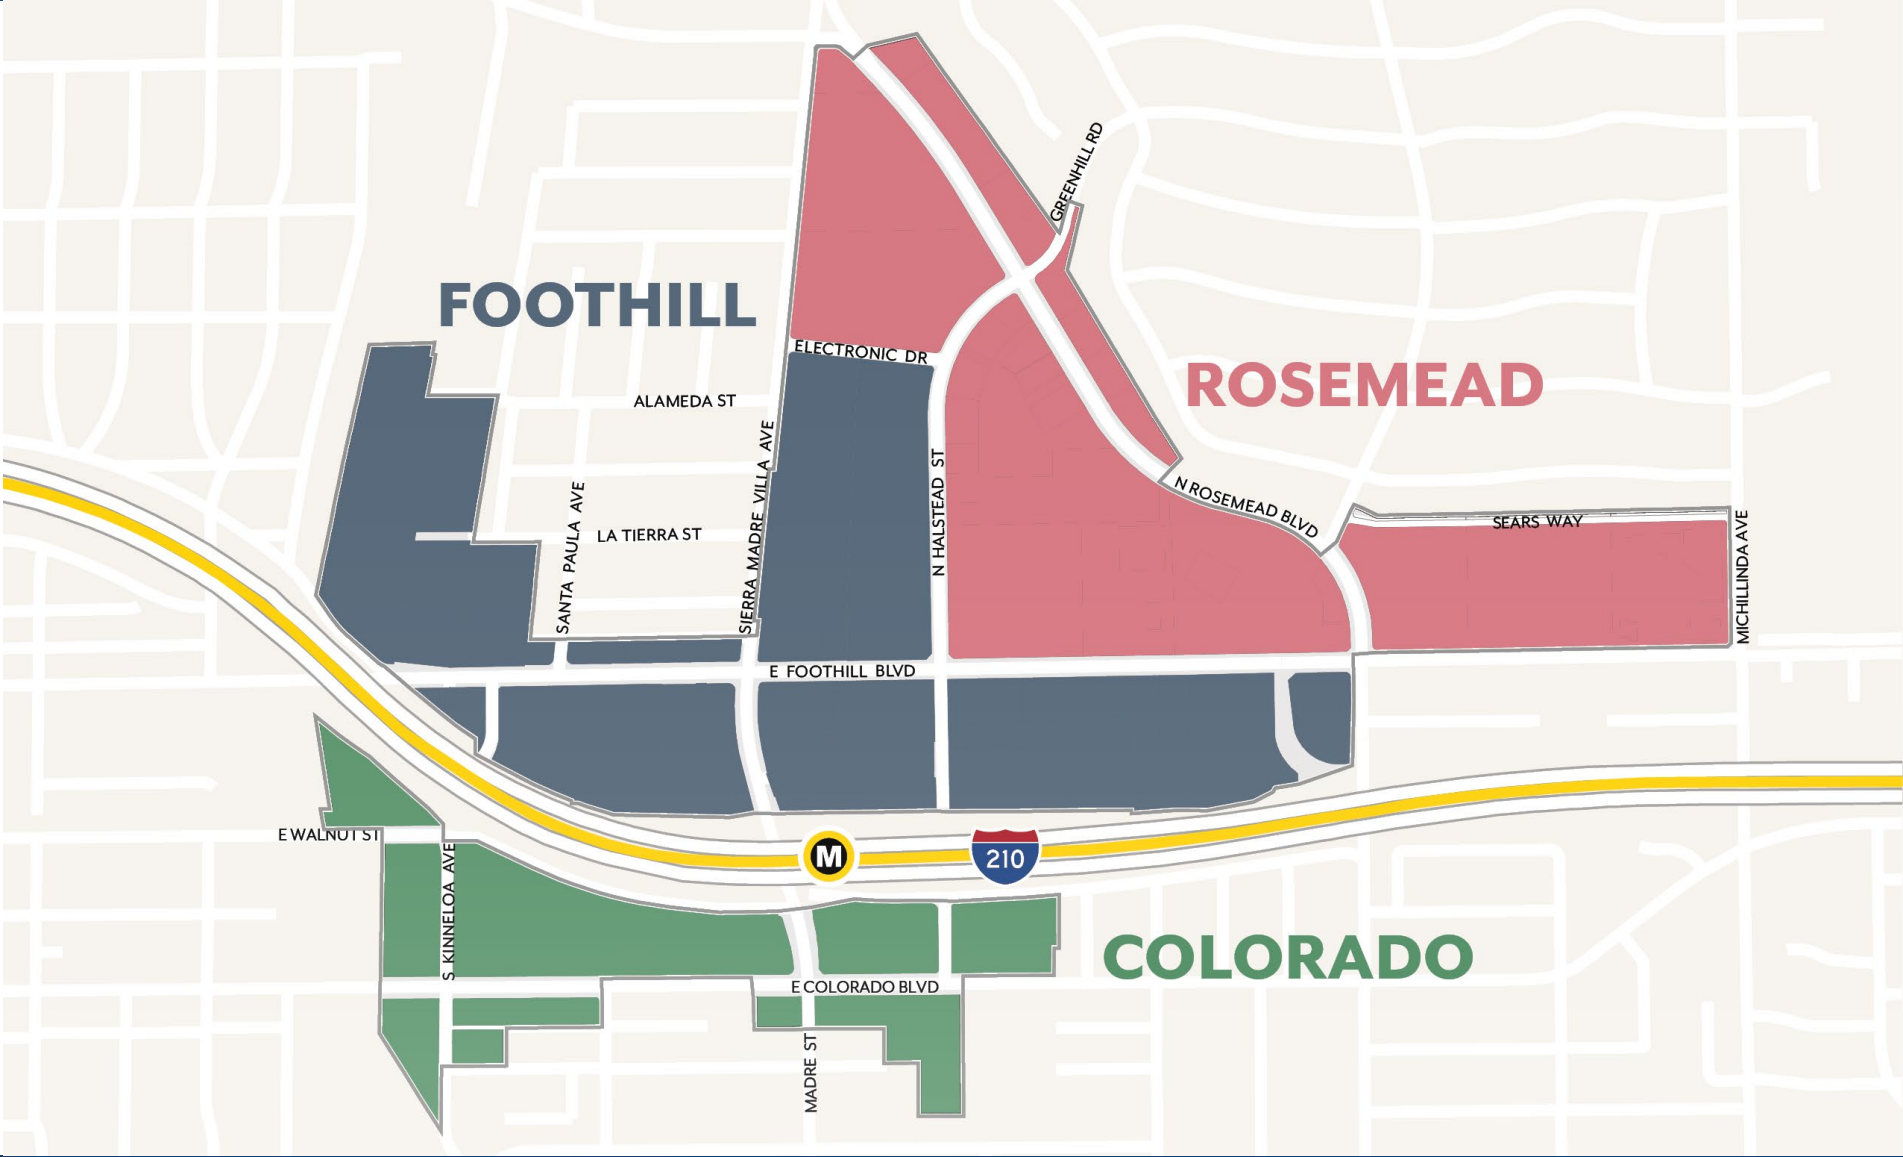 GREENHILL RD
FOOTHILL
ELECTRONIC DR
ROSEMEAD
ALAMEDA ST
SIERRA MADRE VILLA AVE
N HALSTEAD ST
N ROSEMEAD BLVD
SANTA PAULA AVE
LA TIERRA ST
SEARS WAY
MICHILLINDA AVE
E FOOTHILL BLVD
E WALNUT ST
M
210
S KINNELOA AVE
COLORADO
E COLORADO BLVD
MADRE ST